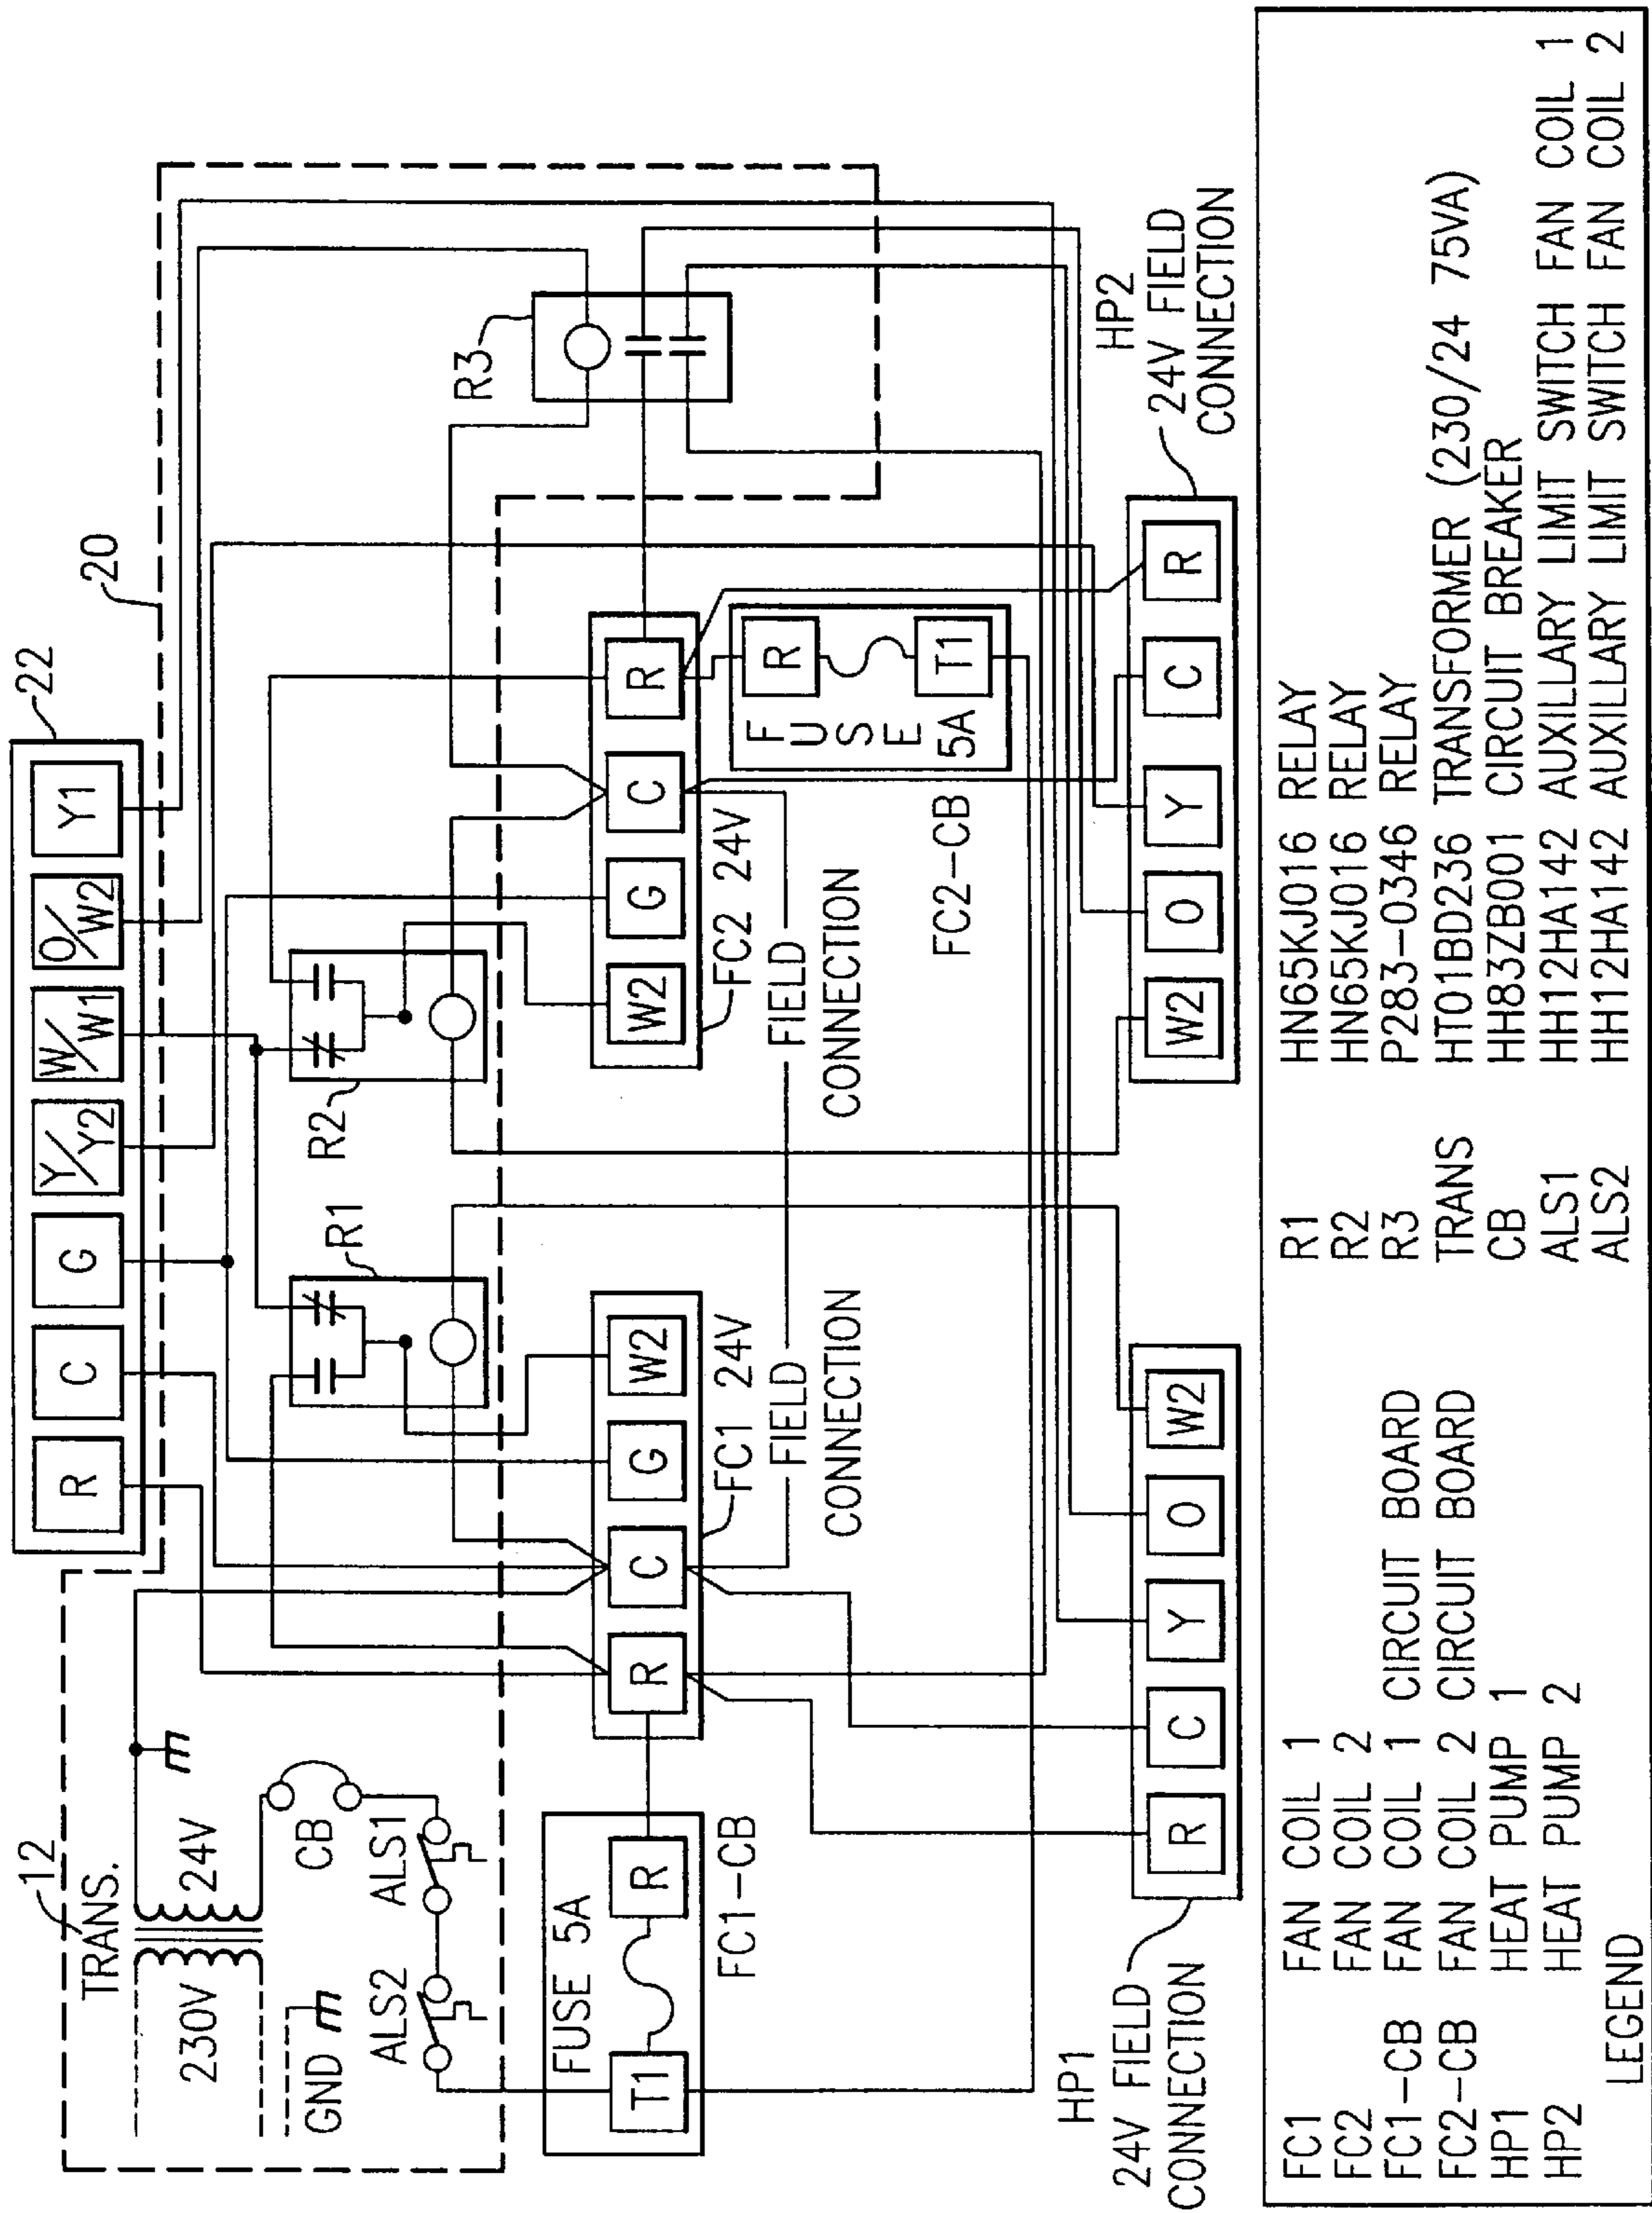 22
R
C
G
Y/Y2
W/W1
O/W2
Y1
20
12
TRANS.
230V
24V
GND
CB
ALS2
ALS1
R1
R2
R3
FUSE 5A
T1
R
FC1-CB
R
C
G
W2
FC1 24V
FIELD
CONNECTION
W2
G
C
R
FC2 24V
FIELD
CONNECTION
FUSE
5A
R
T1
FC2-CB
HP1
24V FIELD
CONNECTION
R
C
Y
O
W2
HP2
24V FIELD
CONNECTION
W2
O
Y
C
R
FC1 FAN COIL 1
FC2 FAN COIL 2
FC1-CB FAN COIL 1 CIRCUIT BOARD
FC2-CB FAN COIL 2 CIRCUIT BOARD
HP1 HEAT PUMP 1
HP2 HEAT PUMP 2
R1 HN65KJ016 RELAY
R2 HN65KJ016 RELAY
R3 P283-0346 RELAY
TRANS HT01BD236 TRANSFORMER (230/24 75VA)
CB HH83ZB001 CIRCUIT BREAKER
ALS1 HH12HA142 AUXILLARY LIMIT SWITCH FAN COIL 1
ALS2 HH12HA142 AUXILLARY LIMIT SWITCH FAN COIL 2
LEGEND